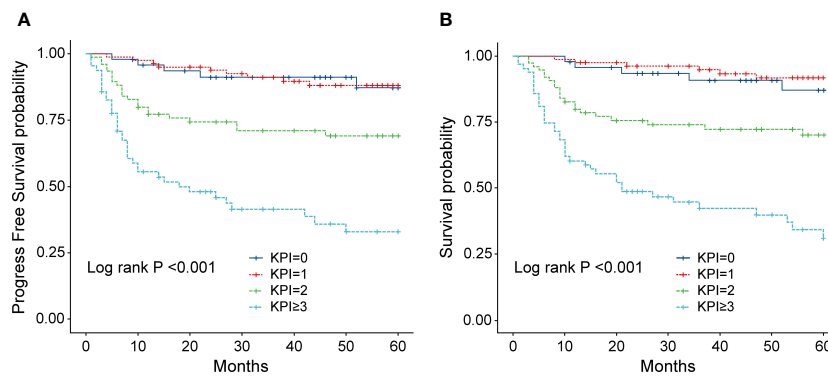 A
Progress Free Survival probability
1.00
0.75
0.50
0.25
0.00
Log rank P <0.001
KPI=0
KPI=1
KPI=2
KPI≥3
0 10 20 30 40 50 60
Months
B
Survival probability
1.00
0.75
0.50
0.25
0.00
Log rank P <0.001
KPI=0
KPI=1
KPI=2
KPI≥3
0 10 20 30 40 50 60
Months